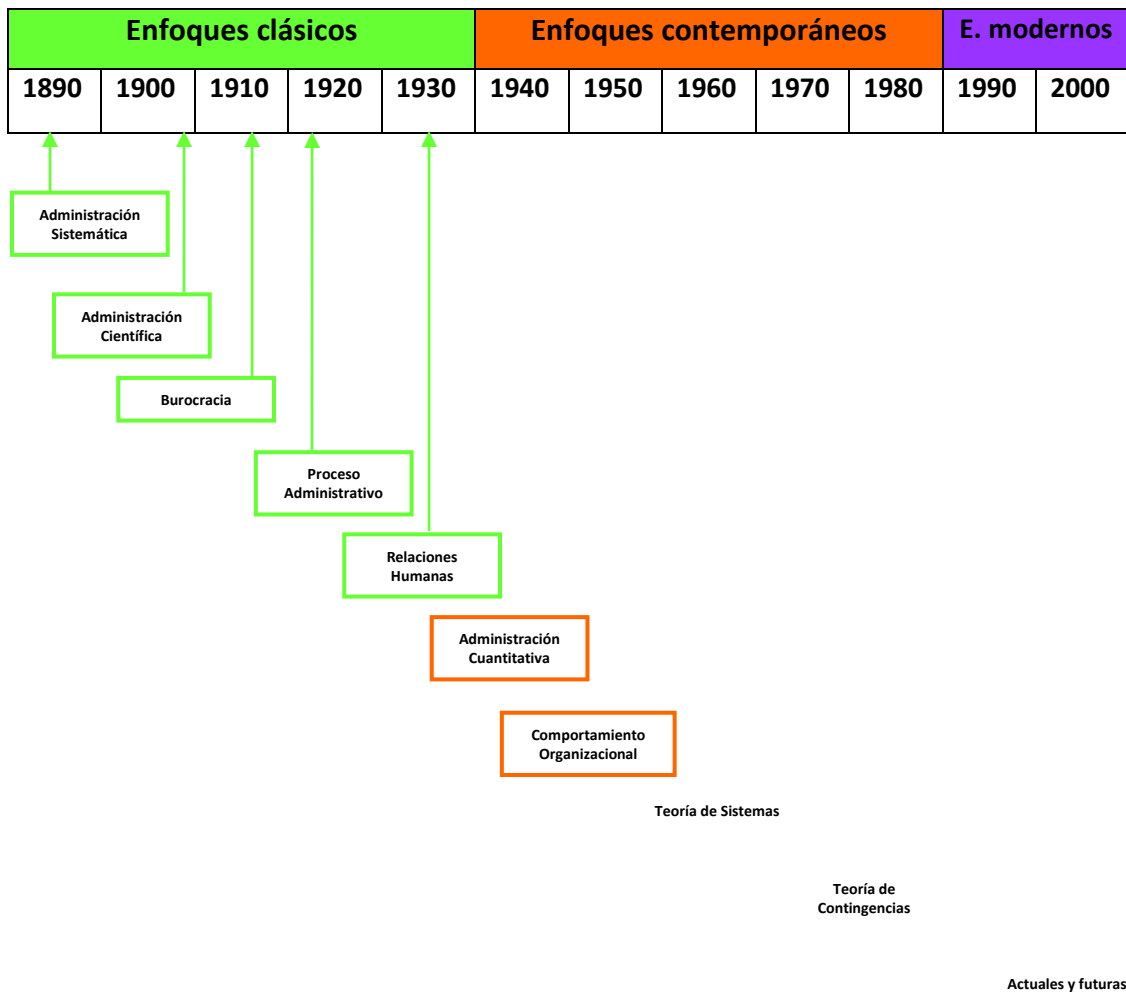 Enfoques clásicos Enfoques contemporáneos E. modernos
1890 1900 1910 1920 1930 1940 1950 1960 1970 1980 1990 2000
Administración
Sistemática
Administración
Científica
Burocracia
Proceso
Administrativo
Relaciones
Humanas
Administración
Cuantitativa
Comportamiento
Organizacional
Teoría de Sistemas
Teoría de
Contingencias
Actuales y futuras